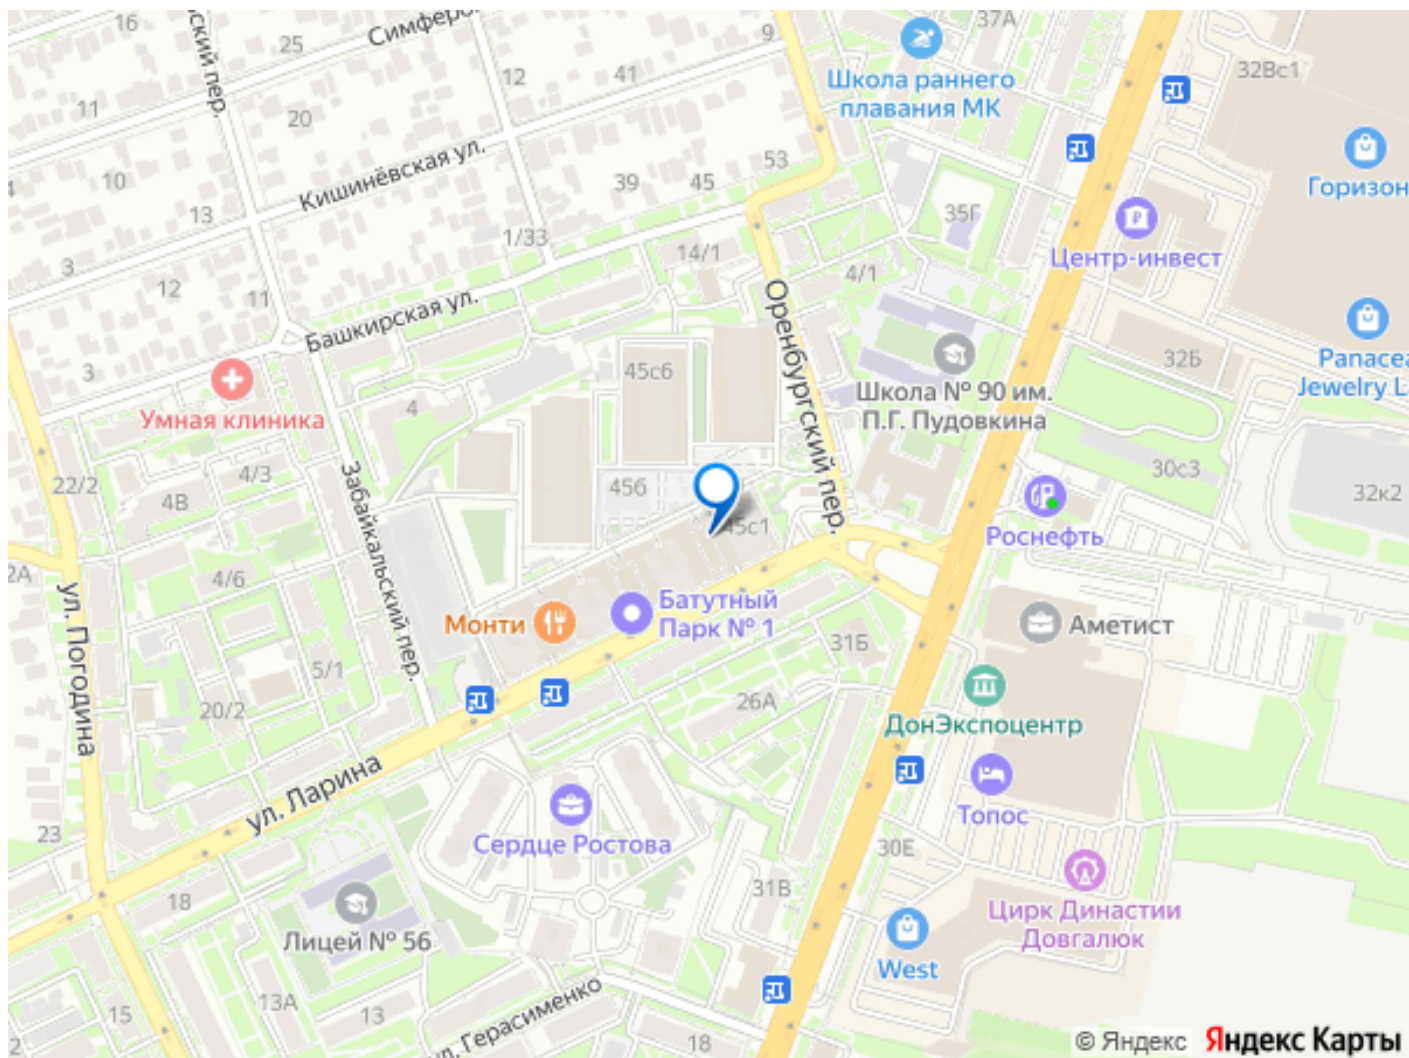 16
ский пер.
25
Симферо
9
37А
32Вс1
11
20
12
41
Школа раннего
плавания МК
Горизон
10
Кишинёвская ул.
39
45
53
13
1/33
14/1
35Г
Центр-инвест
3
12
11
4/1
Башкирская ул.
Оренбургский пер.
Panacea
Jewelry L
3
45с6
32Б
Умная клиника
4
Школа № 90 им.
П.Г. Пудовкина
22/2
4В
4/3
Забайкальский пер.
456
45с1
30с3
32к2
Роснефть
2А
4/6
ул. Погодина
Монти
Батутный
Парк № 1
31Б
Аметист
5/1
20/2
26А
ДонЭкспоцентр
ул. Ларина
Топос
23
Сердце Ростова
30Е
18
31В
Лицей № 56
Цирк Династии
Довгалюк
West
13А
13
15
ул. Герасименко
18
2
© Яндекс Яндекс Карты